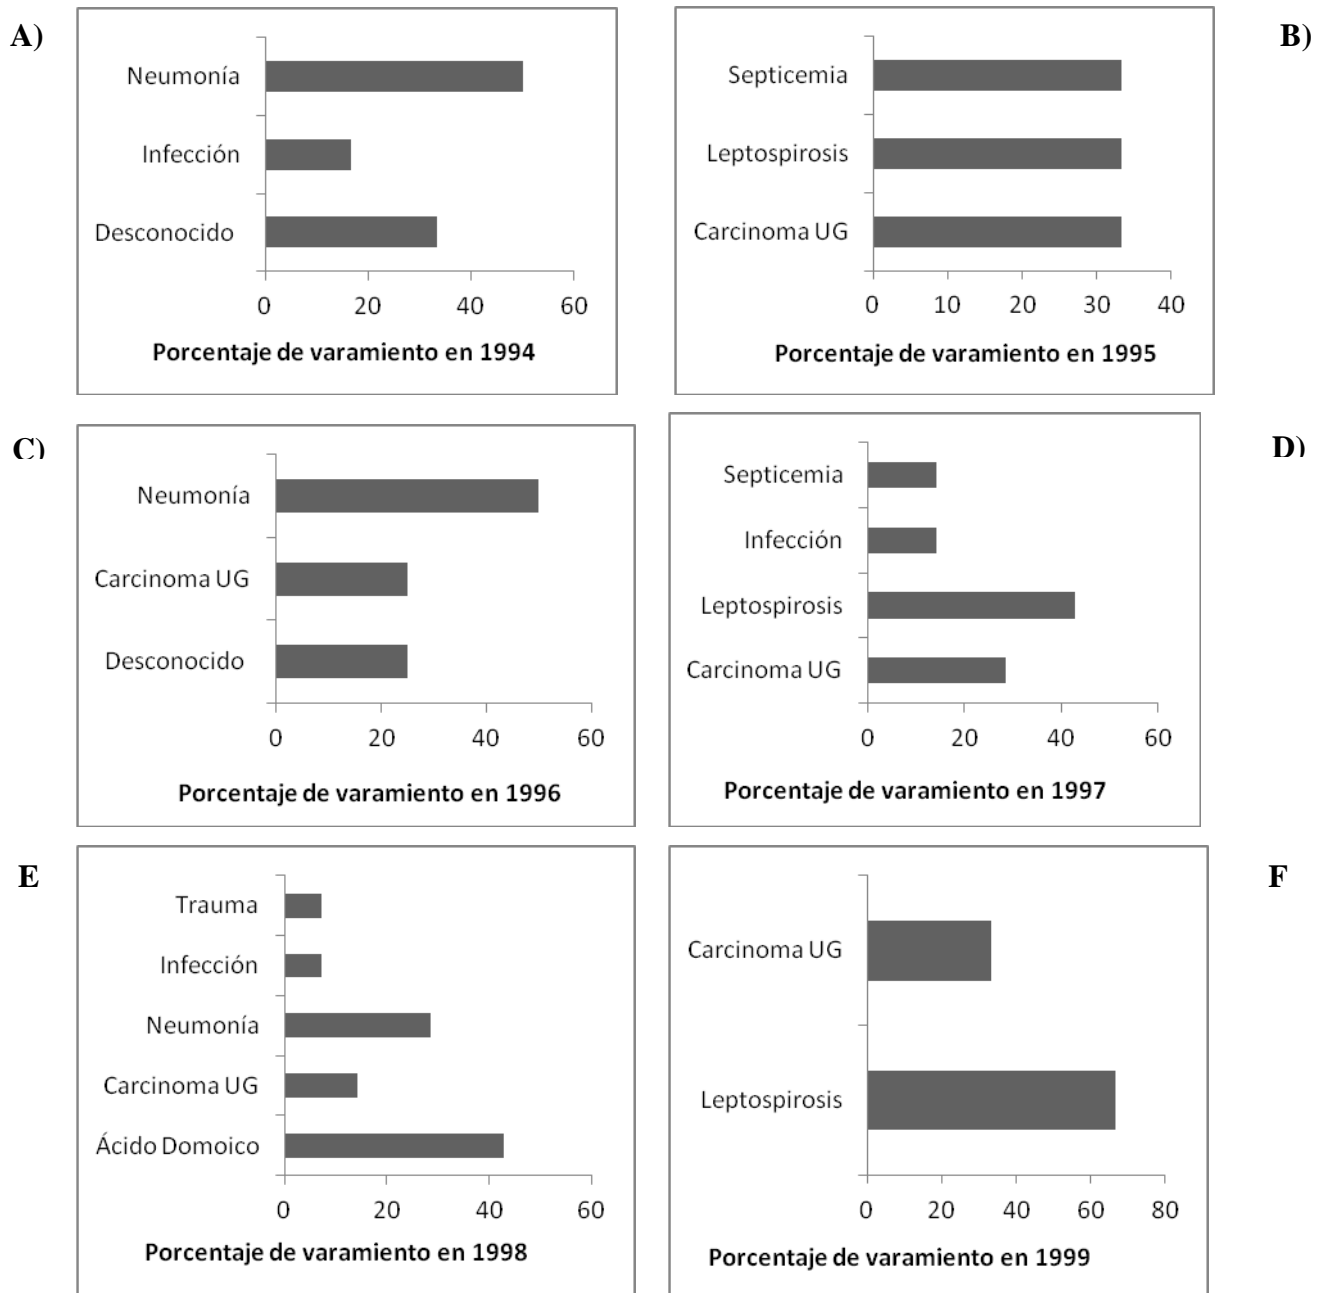 A)
Neumonía
Infección
Desconocido
0 20 40 60
Porcentaje de varamiento en 1994
B)
Septicemia
Leptospirosis
Carcinoma UG
0 10 20 30 40
Porcentaje de varamiento en 1995
C)
Neumonía
Carcinoma UG
Desconocido
0 20 40 60
Porcentaje de varamiento en 1996
D)
Septicemia
Infección
Leptospirosis
Carcinoma UG
0 20 40 60
Porcentaje de varamiento en 1997
E
Trauma
Infección
Neumonía
Carcinoma UG
Ácido Domoico
0 20 40 60
Porcentaje de varamiento en 1998
F
Carcinoma UG
Leptospirosis
0 20 40 60 80
Porcentaje de varamiento en 1999